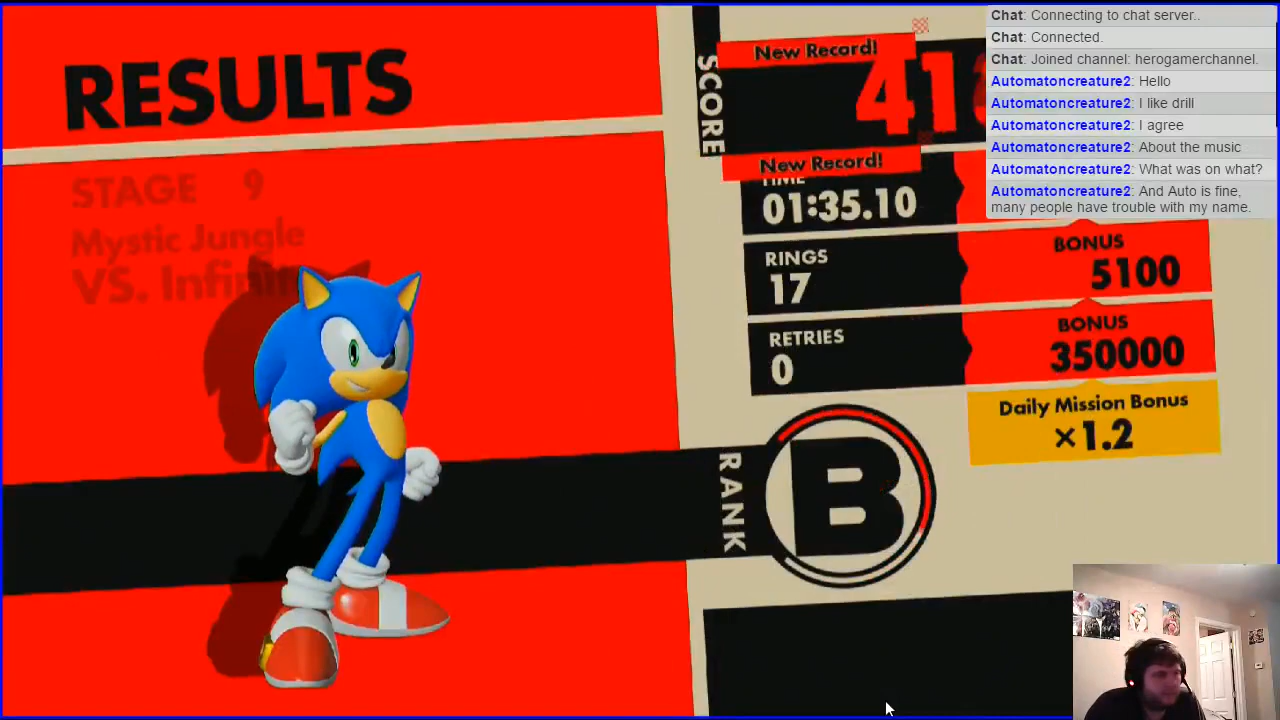 RESULTS
STAGE 9
Mystic Jungle
VS. Infinite
SCORE
New Record!
New Record!
TIME
01:35.10
RINGS
17
BONUS
5100
RETRIES
0
BONUS
350000
Daily Mission Bonus
×1.2
RANK
B
Chat: Connecting to chat server..
Chat: Connected.
Chat: Joined channel: herogamerchannel.
Automatoncreature2: Hello
Automatoncreature2: I like drill
Automatoncreature2: I agree
Automatoncreature2: About the music
Automatoncreature2: What was on what?
Automatoncreature2: And Auto is fine,
many people have trouble with my name.